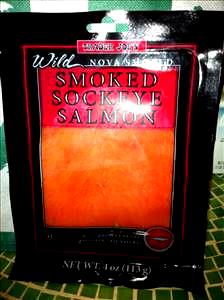 TRADER JOE'S
Wild NOVA SMOKED
SMOKED
SOCKEYE
SALMON
NET WT. 4 oz (113g)